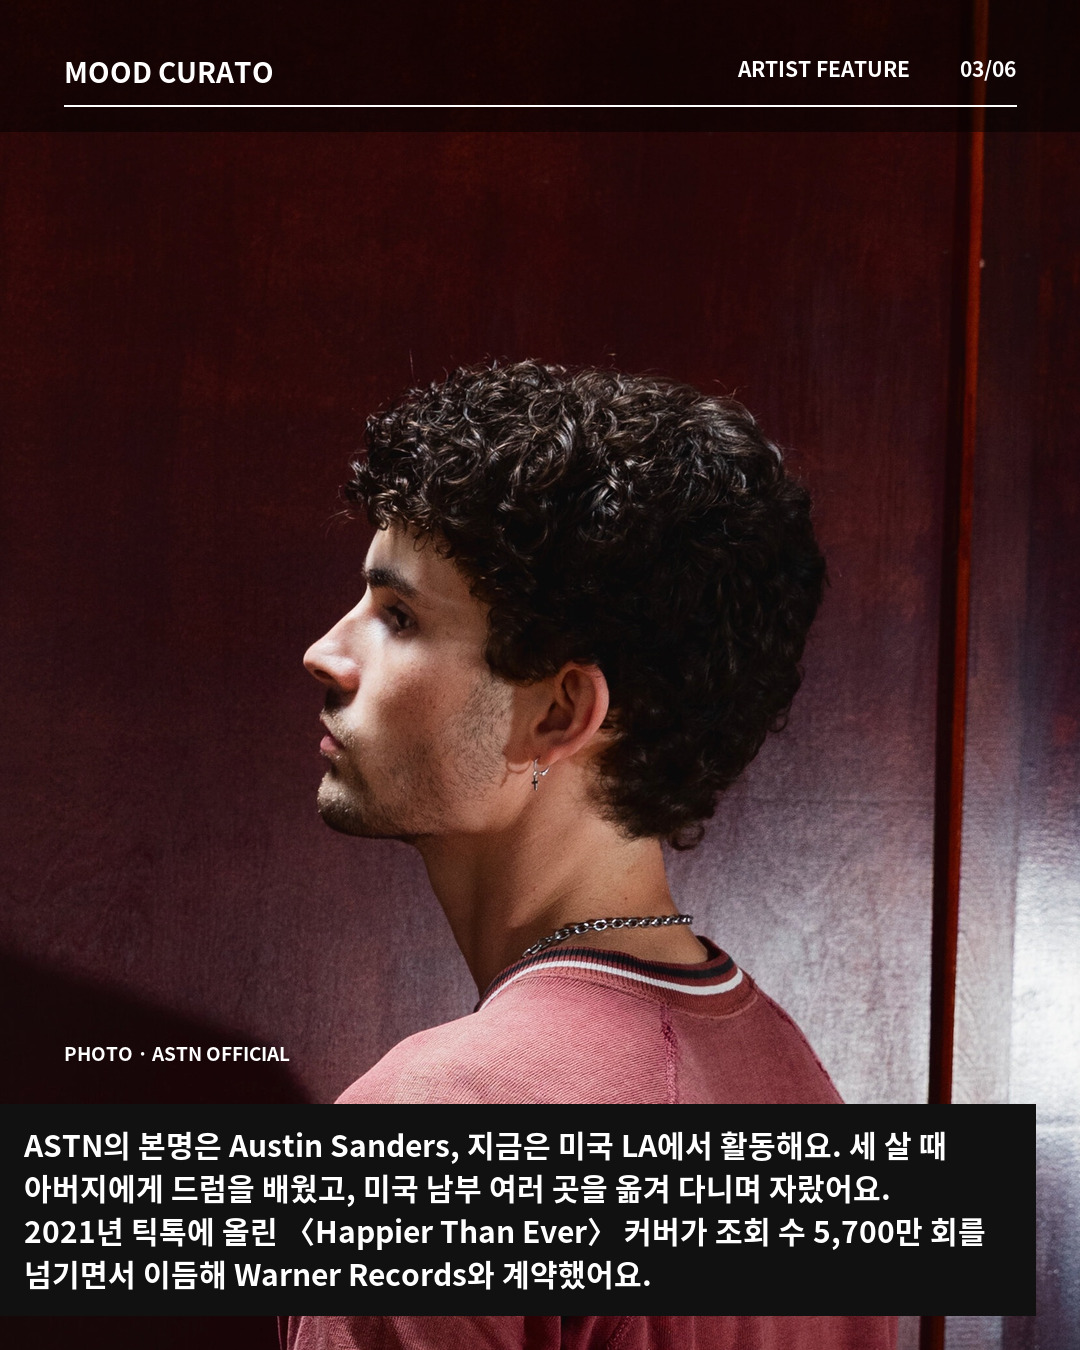 MOOD CURATO
ARTIST FEATURE 03/06
PHOTO · ASTN OFFICIAL
ASTN의 본명은 Austin Sanders, 지금은 미국 LA에서 활동해요. 세 살 때
아버지에게 드럼을 배웠고, 미국 남부 여러 곳을 옮겨 다니며 자랐어요.
2021년 틱톡에 올린 〈Happier Than Ever〉 커버가 조회 수 5,700만 회를
넘기면서 이듬해 Warner Records와 계약했어요.